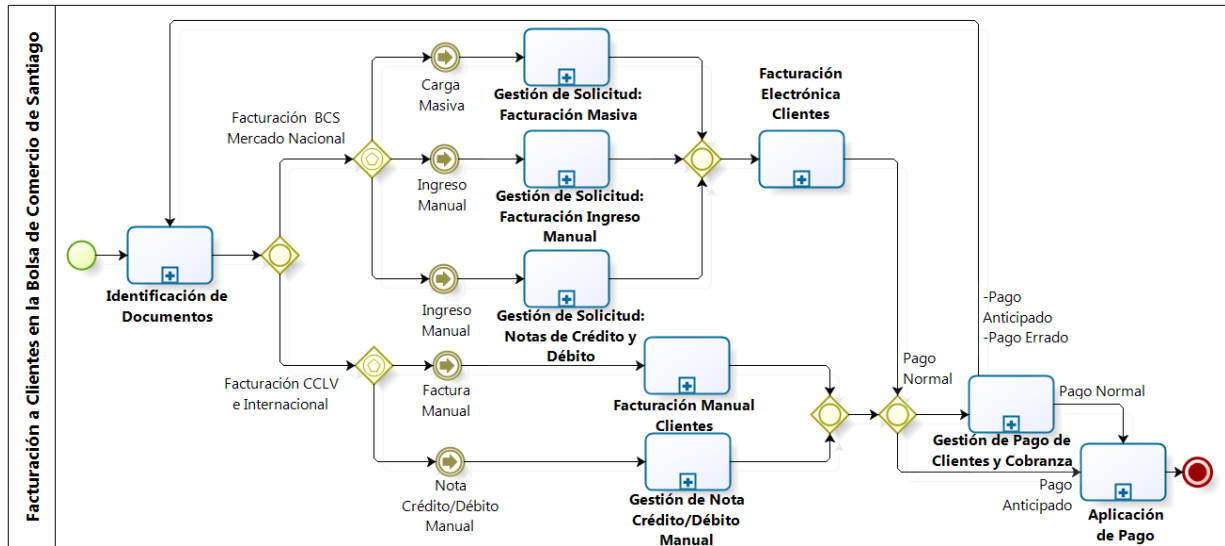 Facturación a Clientes en la Bolsa de Comercio de Santiago
Identificación de
Documentos
Facturación BCS
Mercado Nacional
Carga
Masiva
Gestión de Solicitud:
Facturación Masiva
Ingreso
Manual
Gestión de Solicitud:
Facturación Ingreso
Manual
Ingreso
Manual
Gestión de Solicitud:
Notas de Crédito y
Débito
Facturación
Electrónica
Clientes
Facturación CCLV
e Internacional
Factura
Manual
Facturación Manual
Clientes
Nota
Crédito/Débito
Manual
Gestión de Nota
Crédito/Débito
Manual
Pago
Normal
-Pago
Anticipado
-Pago Errado
Gestión de Pago de
Clientes y Cobranza
Pago Normal
Pago
Anticipado
Aplicación
de Pago